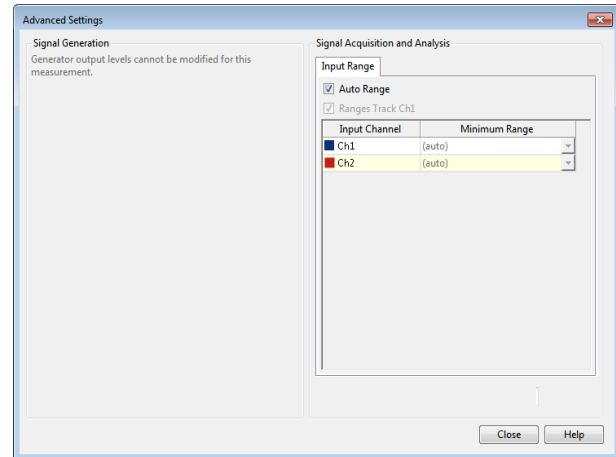 Advanced Settings
Signal Generation
Generator output levels cannot be modified for this
measurement.
Signal Acquisition and Analysis
Input Range
Auto Range
Ranges Track Ch1
Input Channel Minimum Range
Ch1 (auto)
Ch2 (auto)
Close Help